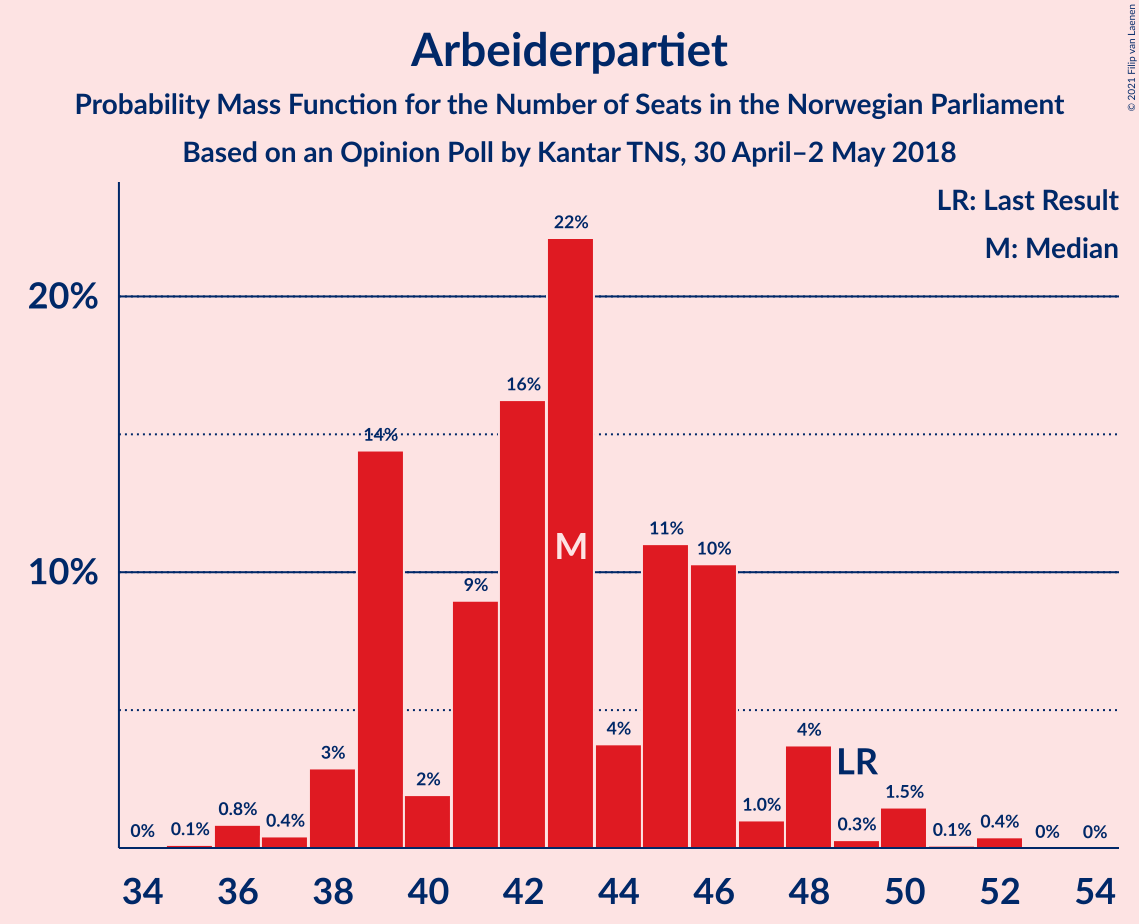 Arbeiderpartiet
Probability Mass Function for the Number of Seats in the Norwegian Parliament
Based on an Opinion Poll by Kantar TNS, 30 April–2 May 2018
© 2021 Filip van Laenen
LR: Last Result
M: Median
20%
10%
0%
0.1%
0.8%
0.4%
3%
14%
2%
9%
16%
22%
4%
11%
10%
1.0%
4%
0.3%
1.5%
0.1%
0.4%
0%
0%
M
LR
34 36 38 40 42 44 46 48 50 52 54